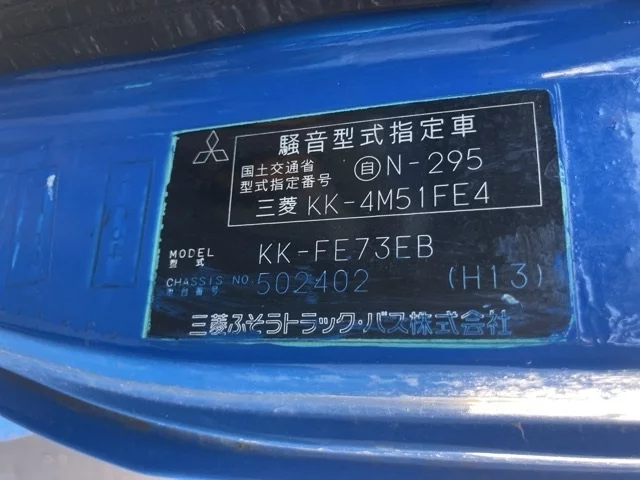 騒音型式指定車
国土交通省
型式指定番号
自N-295
三菱 KK-4M51FE4
MODEL
型式
KK-FE73EB
CHASSIS NO.
車台番号
502402 (H13)
三菱ふそうトラック・バス株式会社